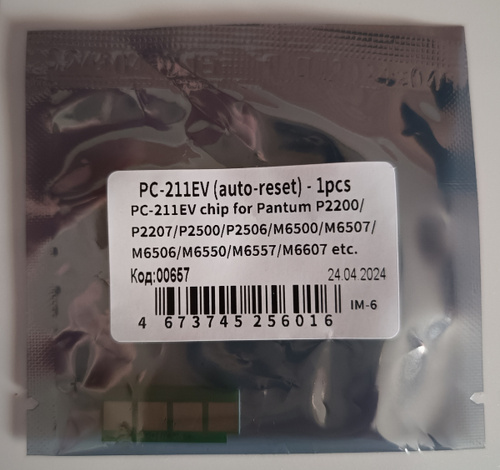 PC-211EV (auto-reset) - 1pcs
PC-211EV chip for Pantum P2200/
P2207/P2500/P2506/M6500/M6507/
M6506/M6550/M6557/M6607 etc.
Код:00657 24.04.2024
4 673745 256016 IM-6